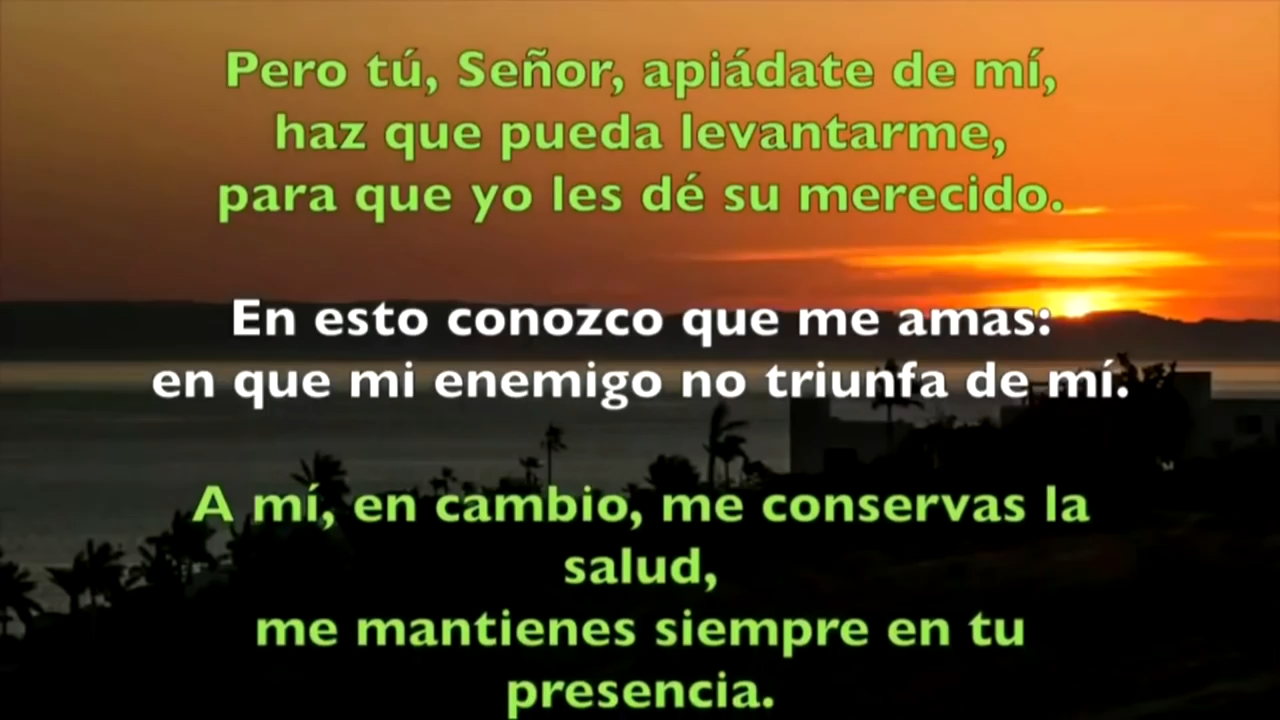 Pero tú, Señor, apiádate de mí,
haz que pueda levantarme,
para que yo les dé su merecido.
En esto conozco que me amas:
en que mi enemigo no triunfa de mí.
A mí, en cambio, me conservas la
salud,
me mantienes siempre en tu
presencia.